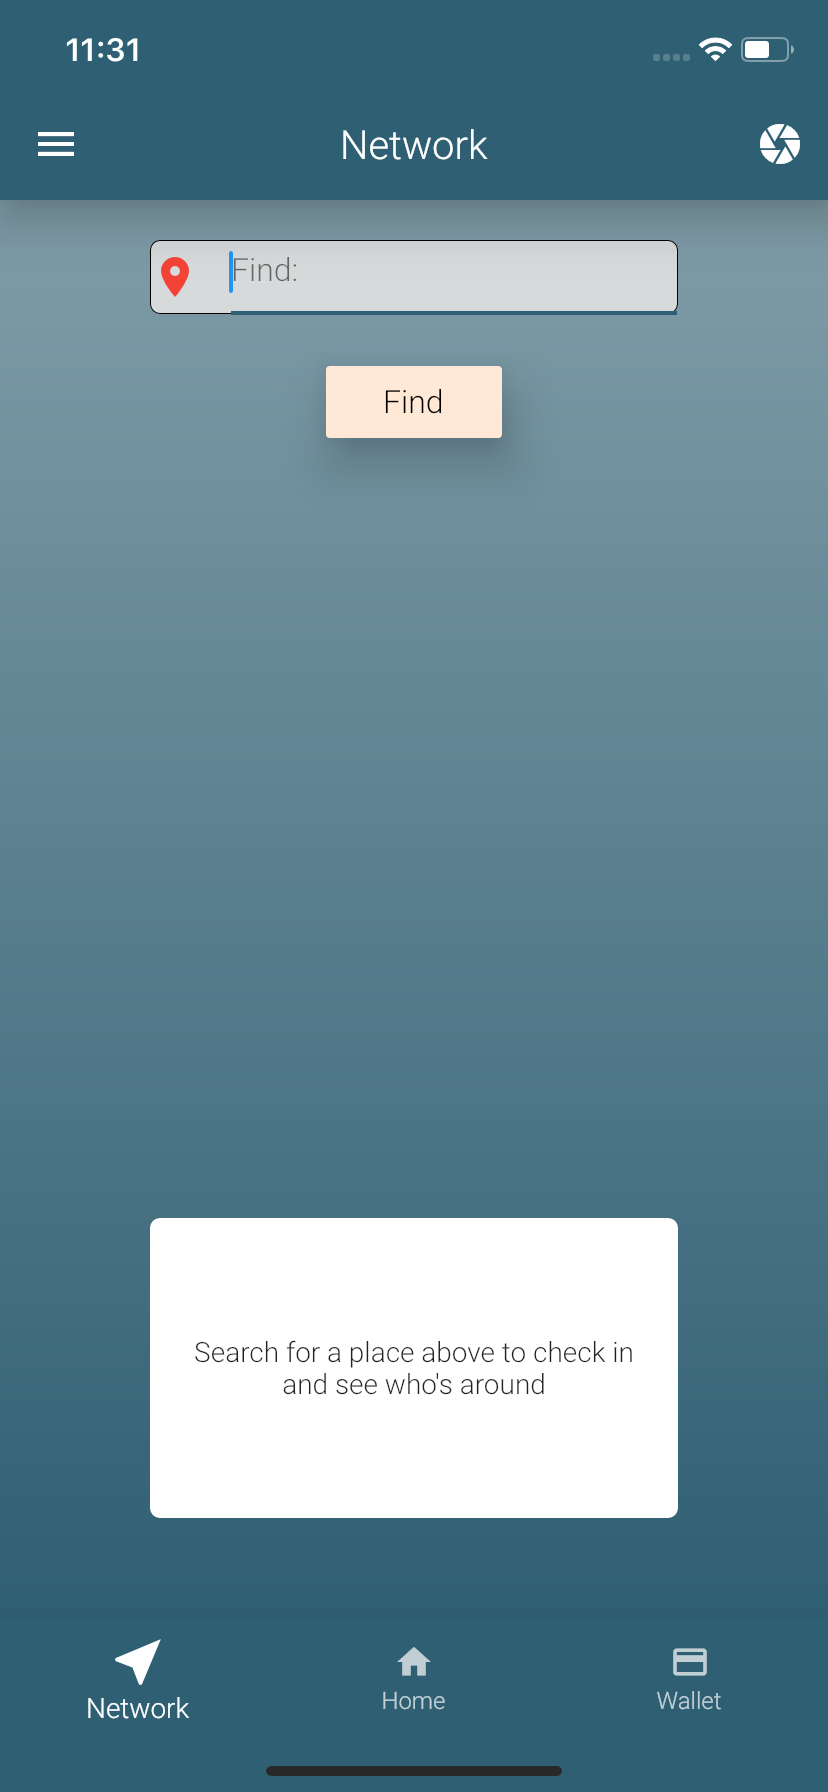 11:31
Network
Find:
Find
Search for a place above to check in
and see who's around
Network
Home
Wallet